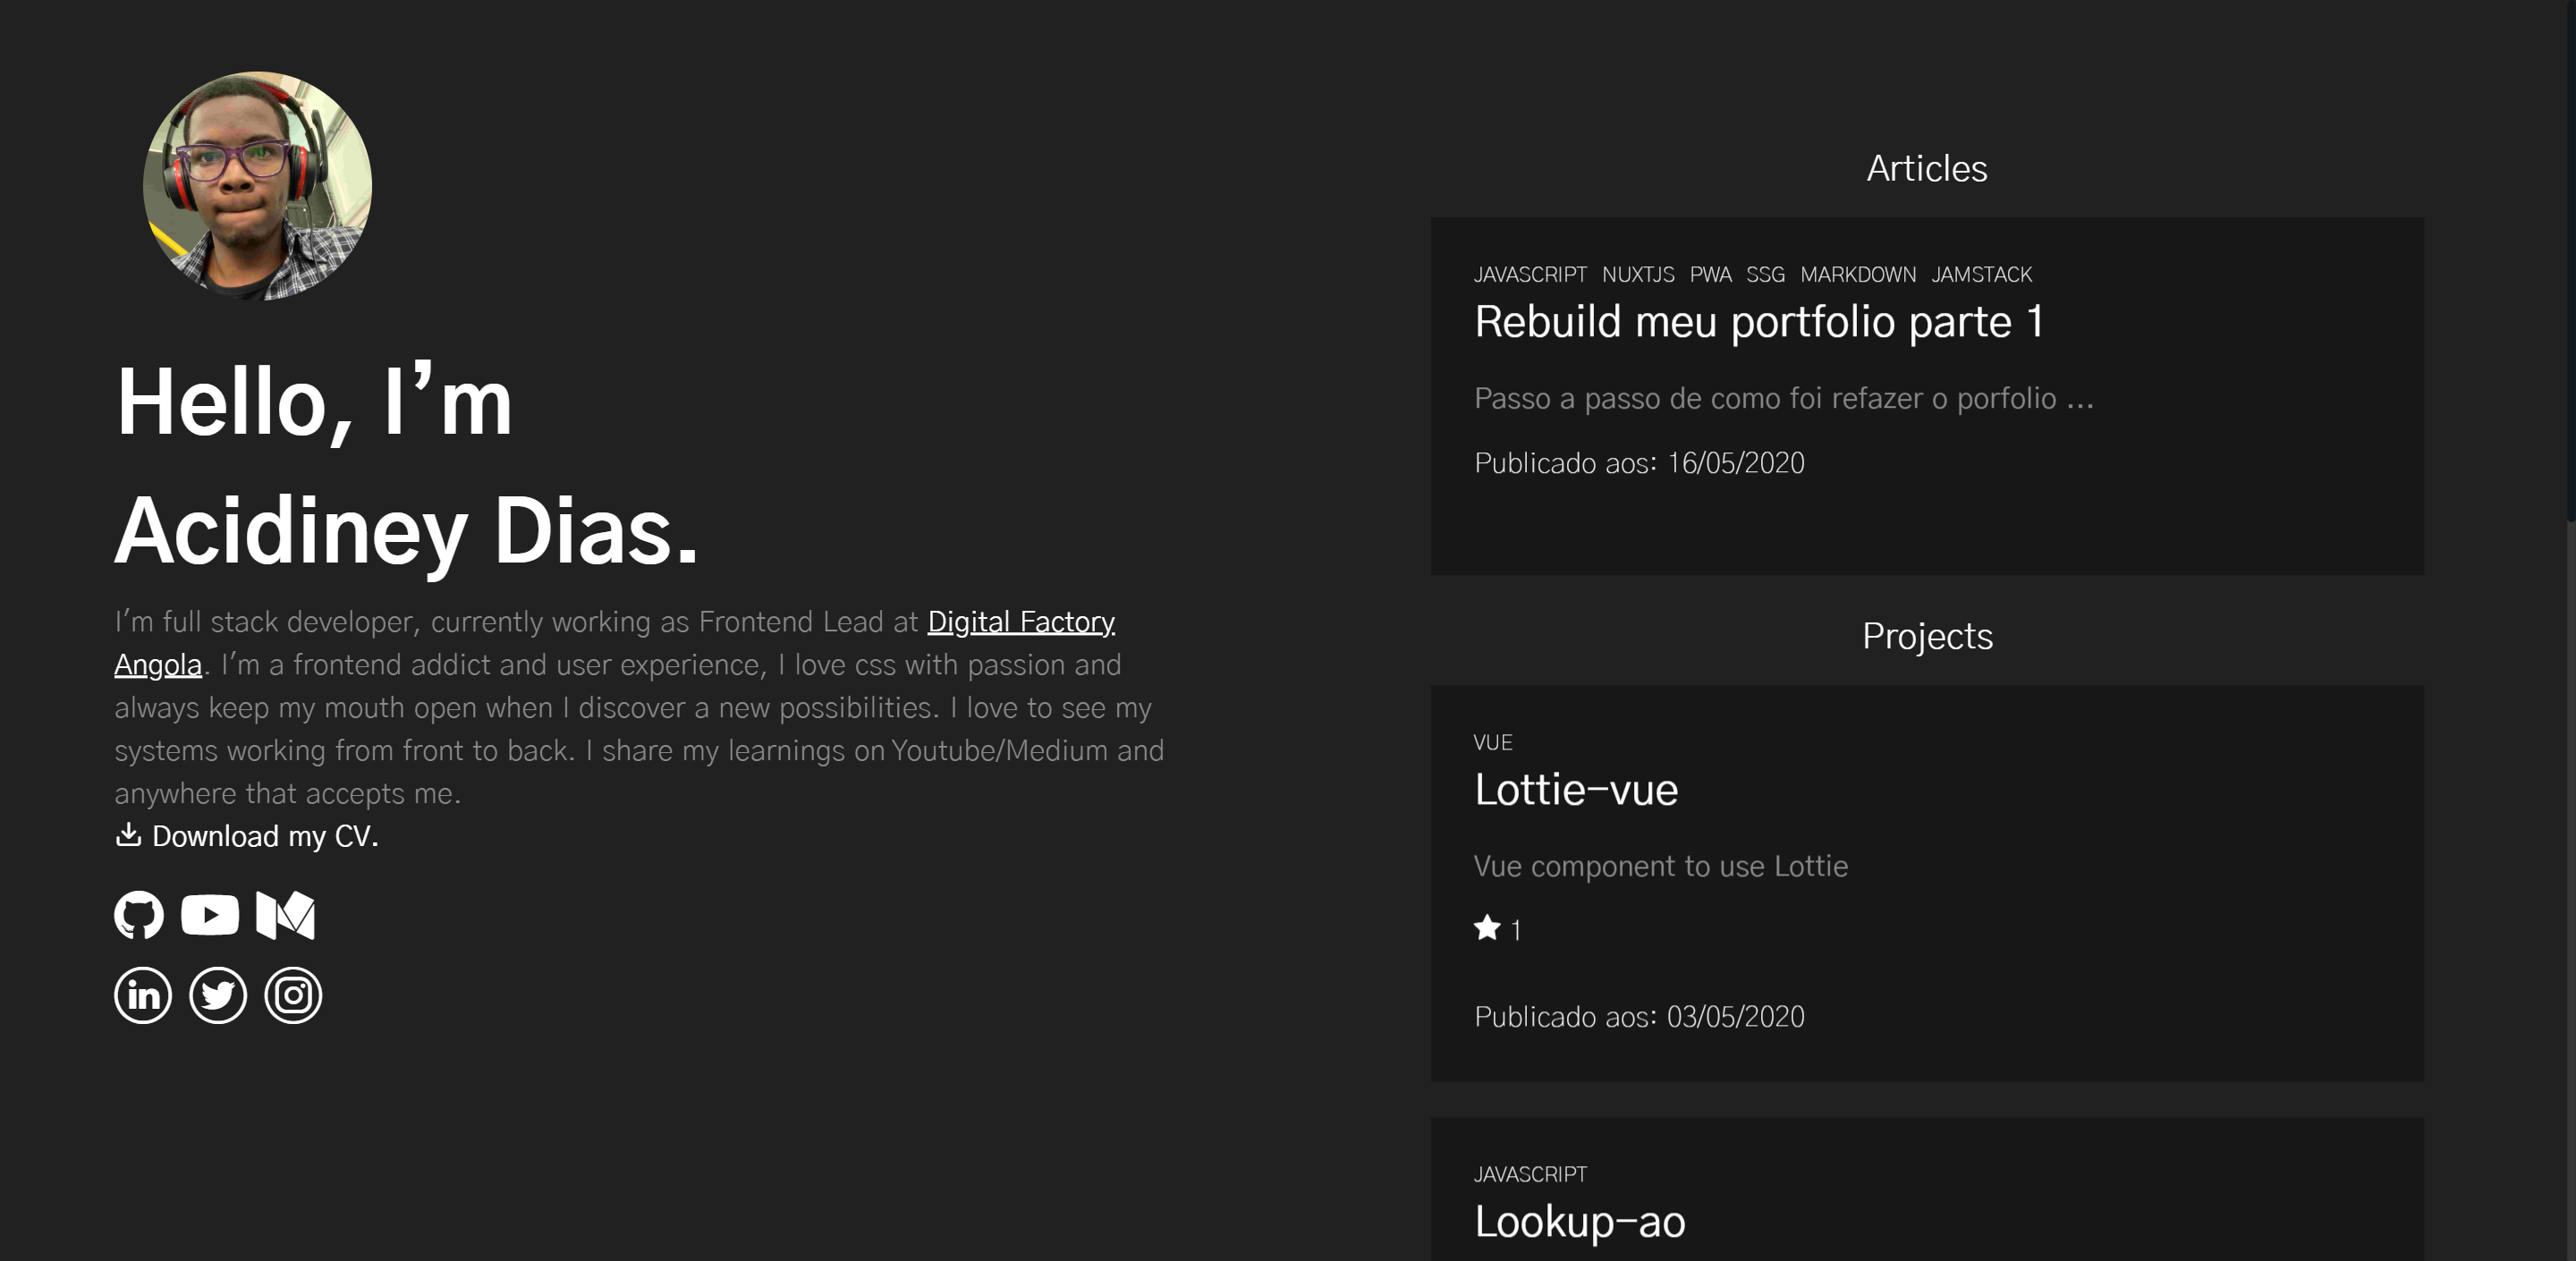 Hello, I’m
Acidiney Dias.
I’m full stack developer, currently working as Frontend Lead at Digital Factory
Angola. I’m a frontend addict and user experience, I love css with passion and
always keep my mouth open when I discover a new possibilities. I love to see my
systems working from front to back. I share my learnings on Youtube/Medium and
anywhere that accepts me.
Download my CV.
in
Articles
JAVASCRIPT NUXTJS PWA SSG MARKDOWN JAMSTACK
Rebuild meu portfolio parte 1
Passo a passo de como foi refazer o porfolio ...
Publicado aos: 16/05/2020
Projects
VUE
Lottie-vue
Vue component to use Lottie
1
Publicado aos: 03/05/2020
JAVASCRIPT
Lookup-ao